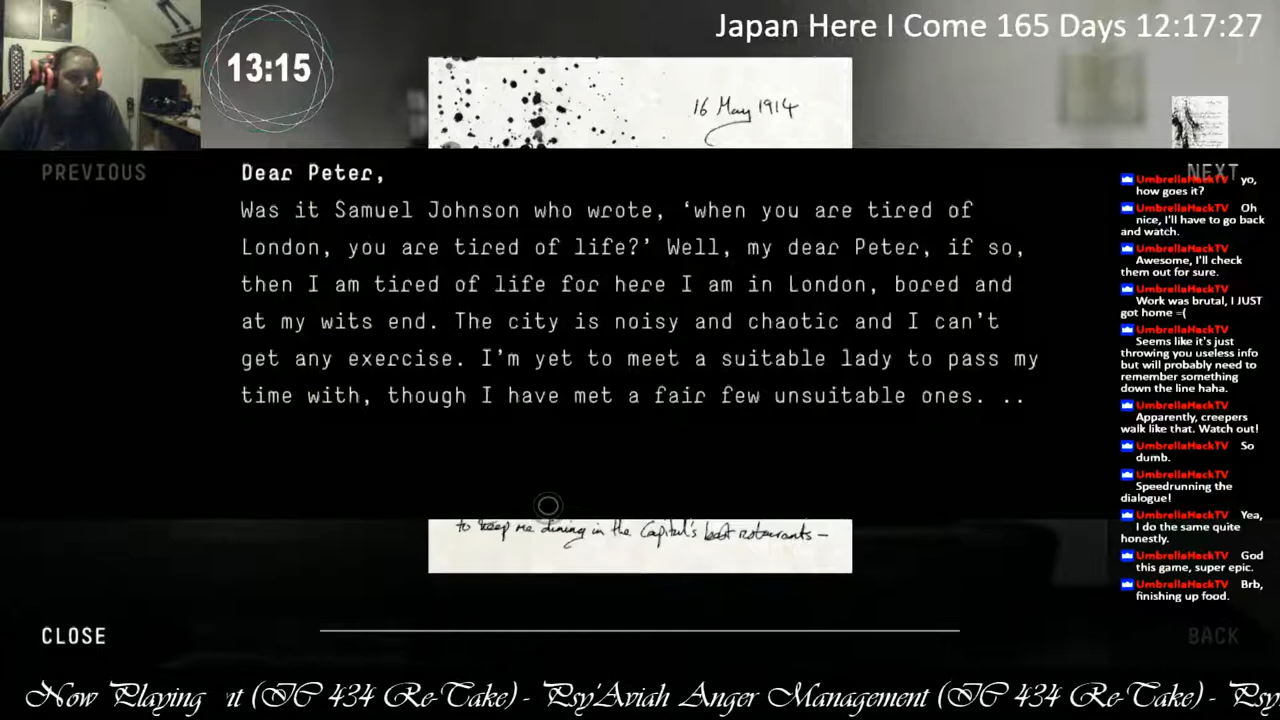 Japan Here I Come 165 Days 12:17:27
13:15
16 May 1914
PREVIOUS
NEXT
Dear Peter,
Was it Samuel Johnson who wrote, ‘when you are tired of
London, you are tired of life?’ Well, my dear Peter, if so,
then I am tired of life for here I am in London, bored and
at my wits end. The city is noisy and chaotic and I can’t
get any exercise. I’m yet to meet a suitable lady to pass my
time with, though I have met a fair few unsuitable ones. ..
to keep me dining in the Capital's best restaurants –
UmbrellaHackTV yo,
how goes it?
UmbrellaHackTV Oh
nice, I'll have to go back
and watch.
UmbrellaHackTV
Awesome, I'll check
them out for sure.
UmbrellaHackTV
Work was brutal, I JUST
got home =(
UmbrellaHackTV
Seems like it's just
throwing you useless info
but will probably need to
remember something
down the line haha.
UmbrellaHackTV
Apparently, creepers
walk like that. Watch out!
UmbrellaHackTV So
dumb.
UmbrellaHackTV
Speedrunning the
dialogue!
UmbrellaHackTV Yea,
I do the same quite
honestly.
UmbrellaHackTV God
this game, super epic.
UmbrellaHackTV Brb,
finishing up food.
CLOSE
BACK
Now Playing nt (IC 434 Re-Take) - Psy'Aviah Anger Management (IC 434 Re-Take) - Psy